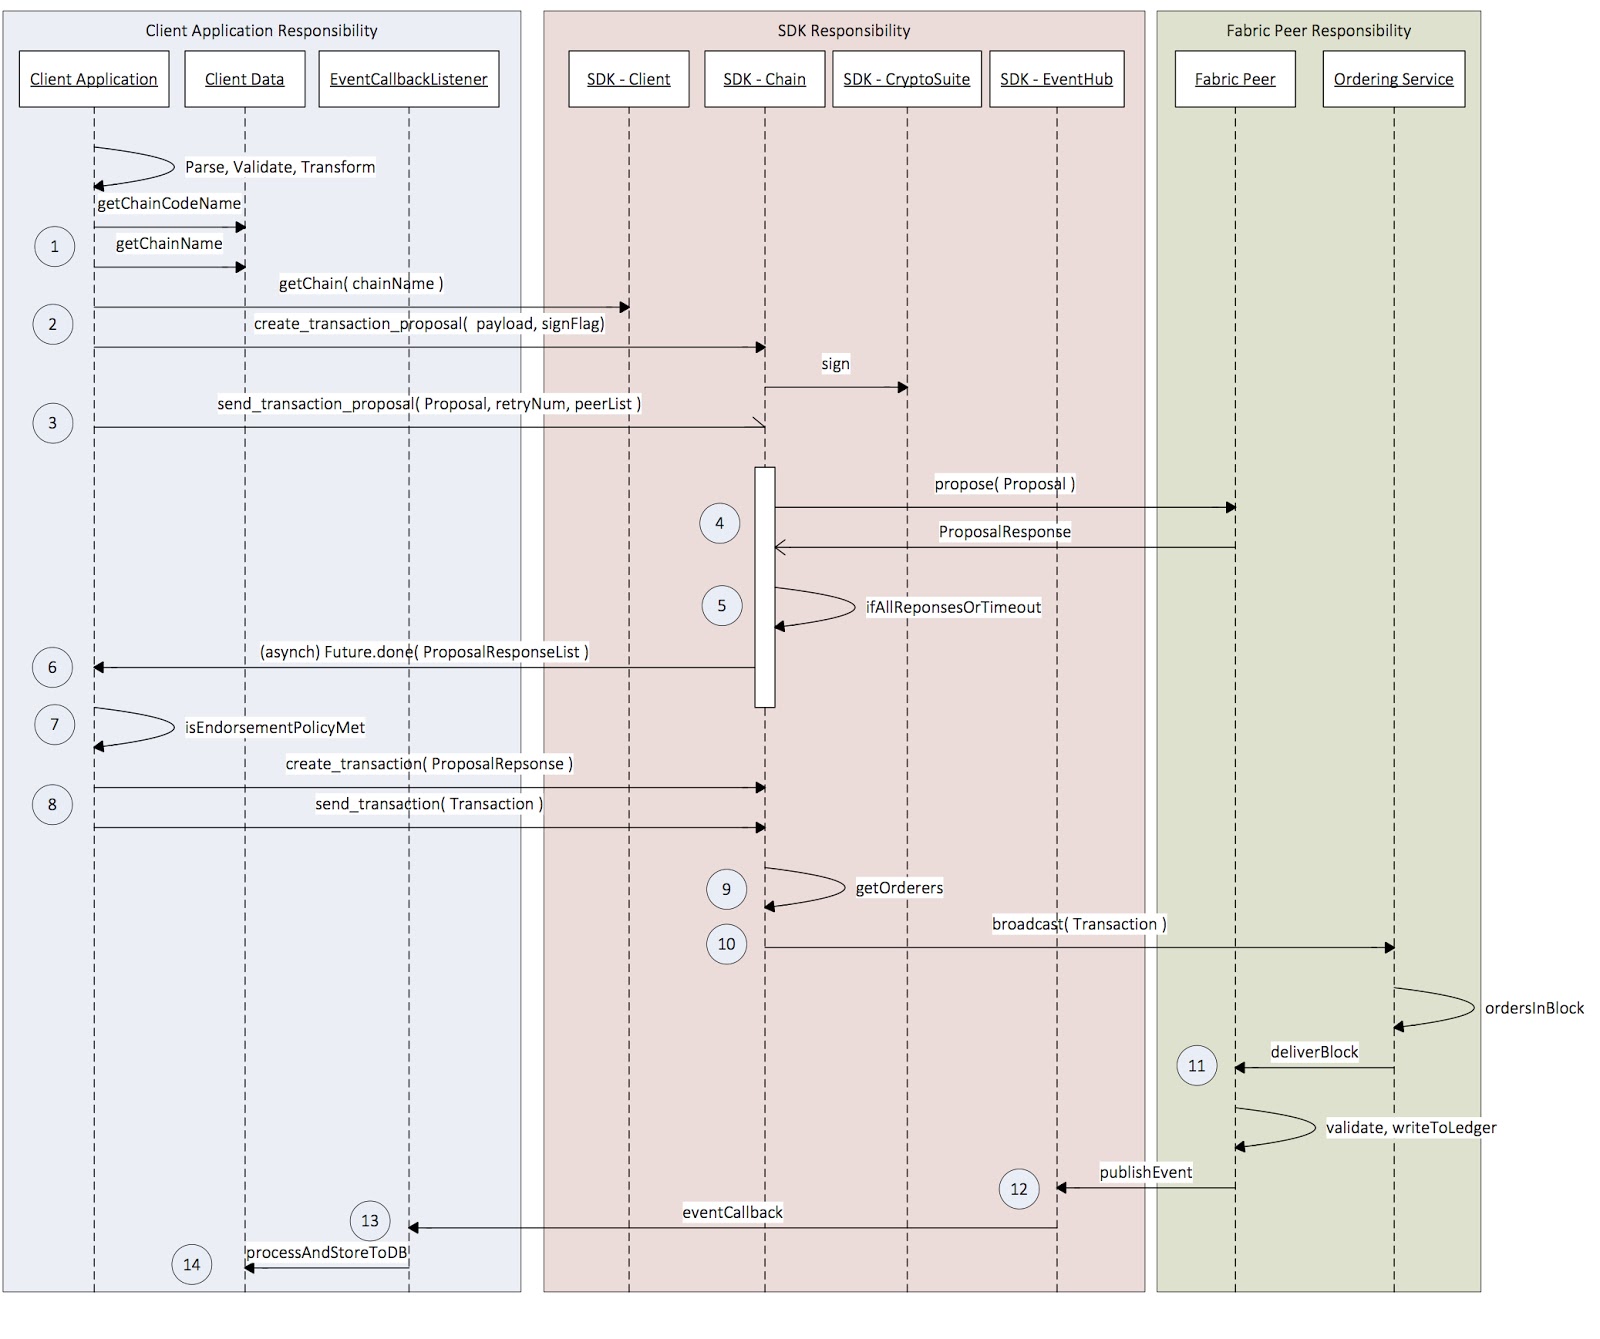 Client Application Responsibility
SDK Responsibility
Fabric Peer Responsibility
Client Application
Client Data
EventCallbackListener
SDK - Client
SDK - Chain
SDK - CryptoSuite
SDK - EventHub
Fabric Peer
Ordering Service
Parse, Validate, Transform
getChainCodeName
1
getChainName
getChain( chainName )
2
create_transaction_proposal(  payload, signFlag)
sign
3
send_transaction_proposal( Proposal, retryNum, peerList )
propose( Proposal )
4
ProposalResponse
5
ifAllReponsesOrTimeout
6
(asynch) Future.done( ProposalResponseList )
7
isEndorsementPolicyMet
create_transaction( ProposalRepsonse )
8
send_transaction( Transaction )
9
getOrderers
10
broadcast( Transaction )
ordersInBlock
11
deliverBlock
validate, writeToLedger
12
publishEvent
13
eventCallback
14
processAndStoreToDB